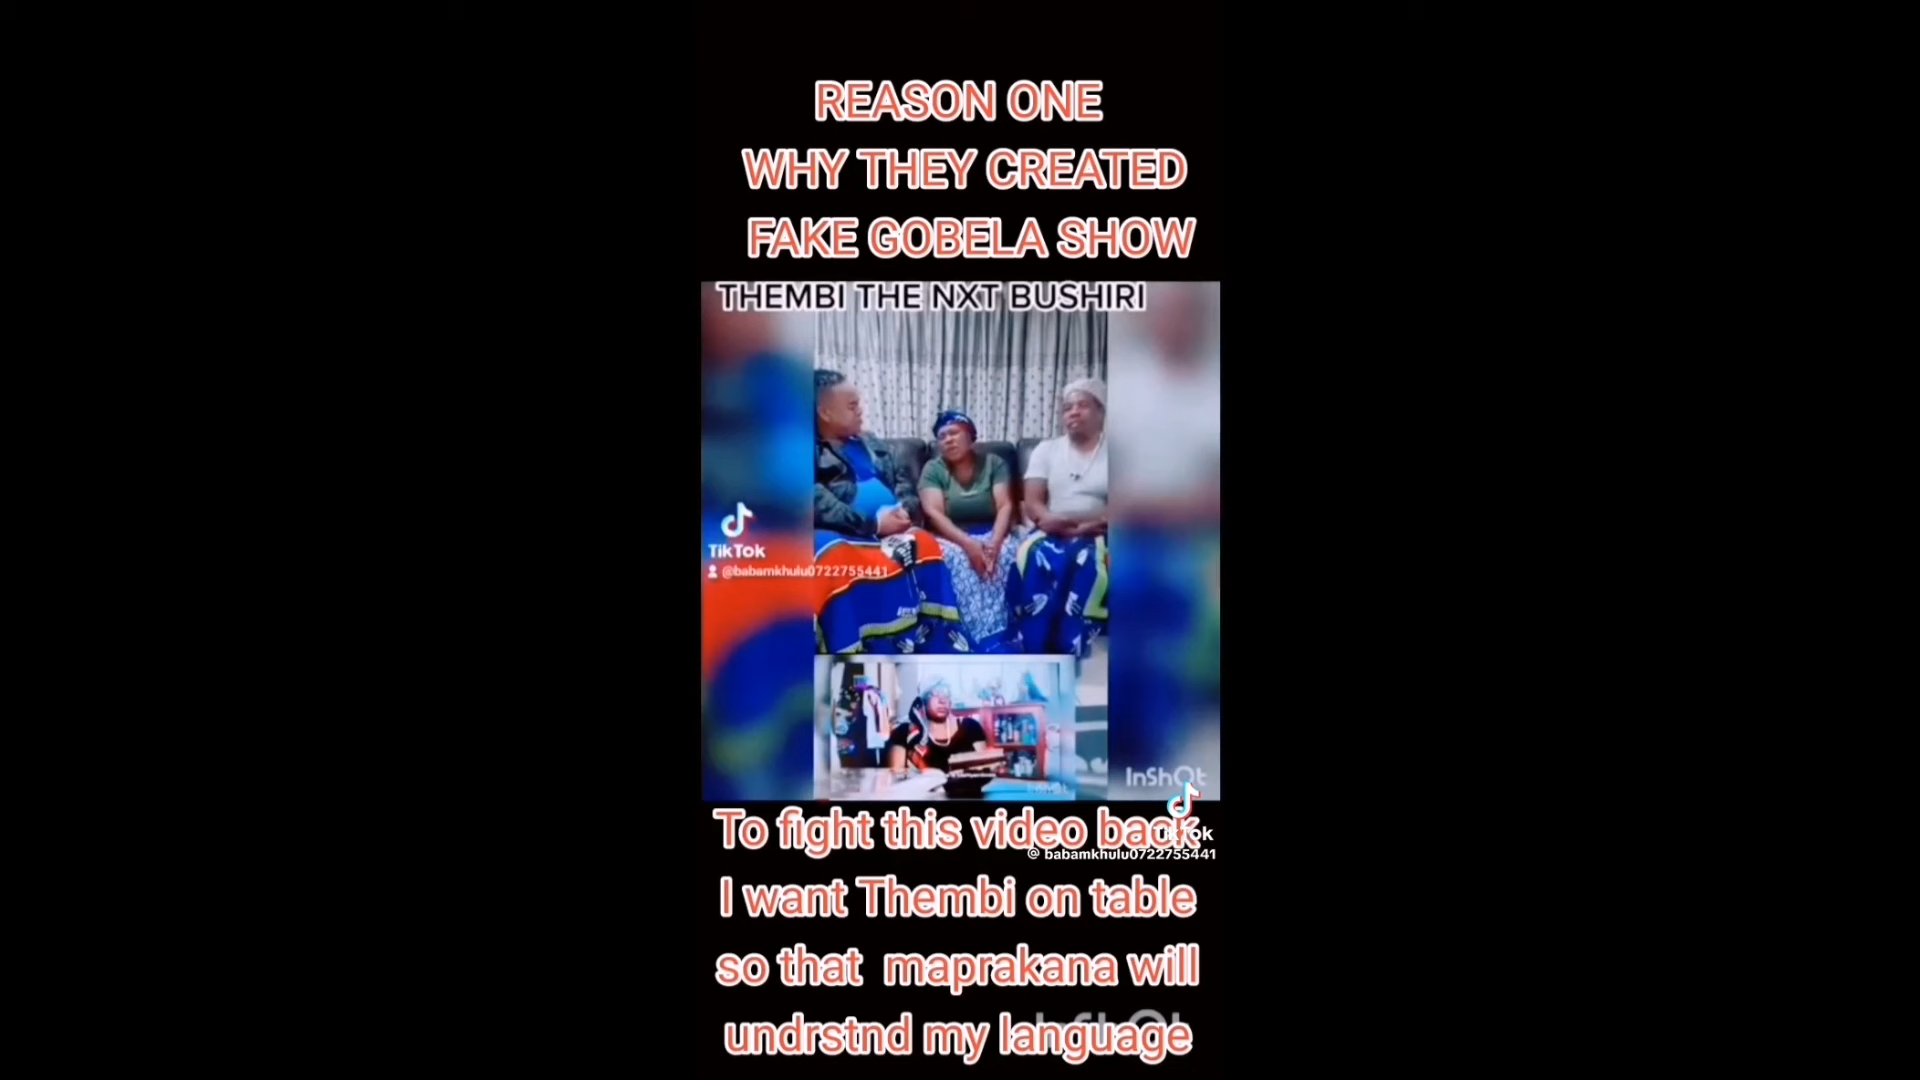 REASON ONE
WHY THEY CREATED
FAKE GOBELA SHOW
THEMBI THE NXT BUSHIRI
TikTok
@babamkhulu0722755441
InShOt
To fight this video back
TikTok
@ babamkhulu0722755441
I want Thembi on table
so that maprakana will
undrstnd my language